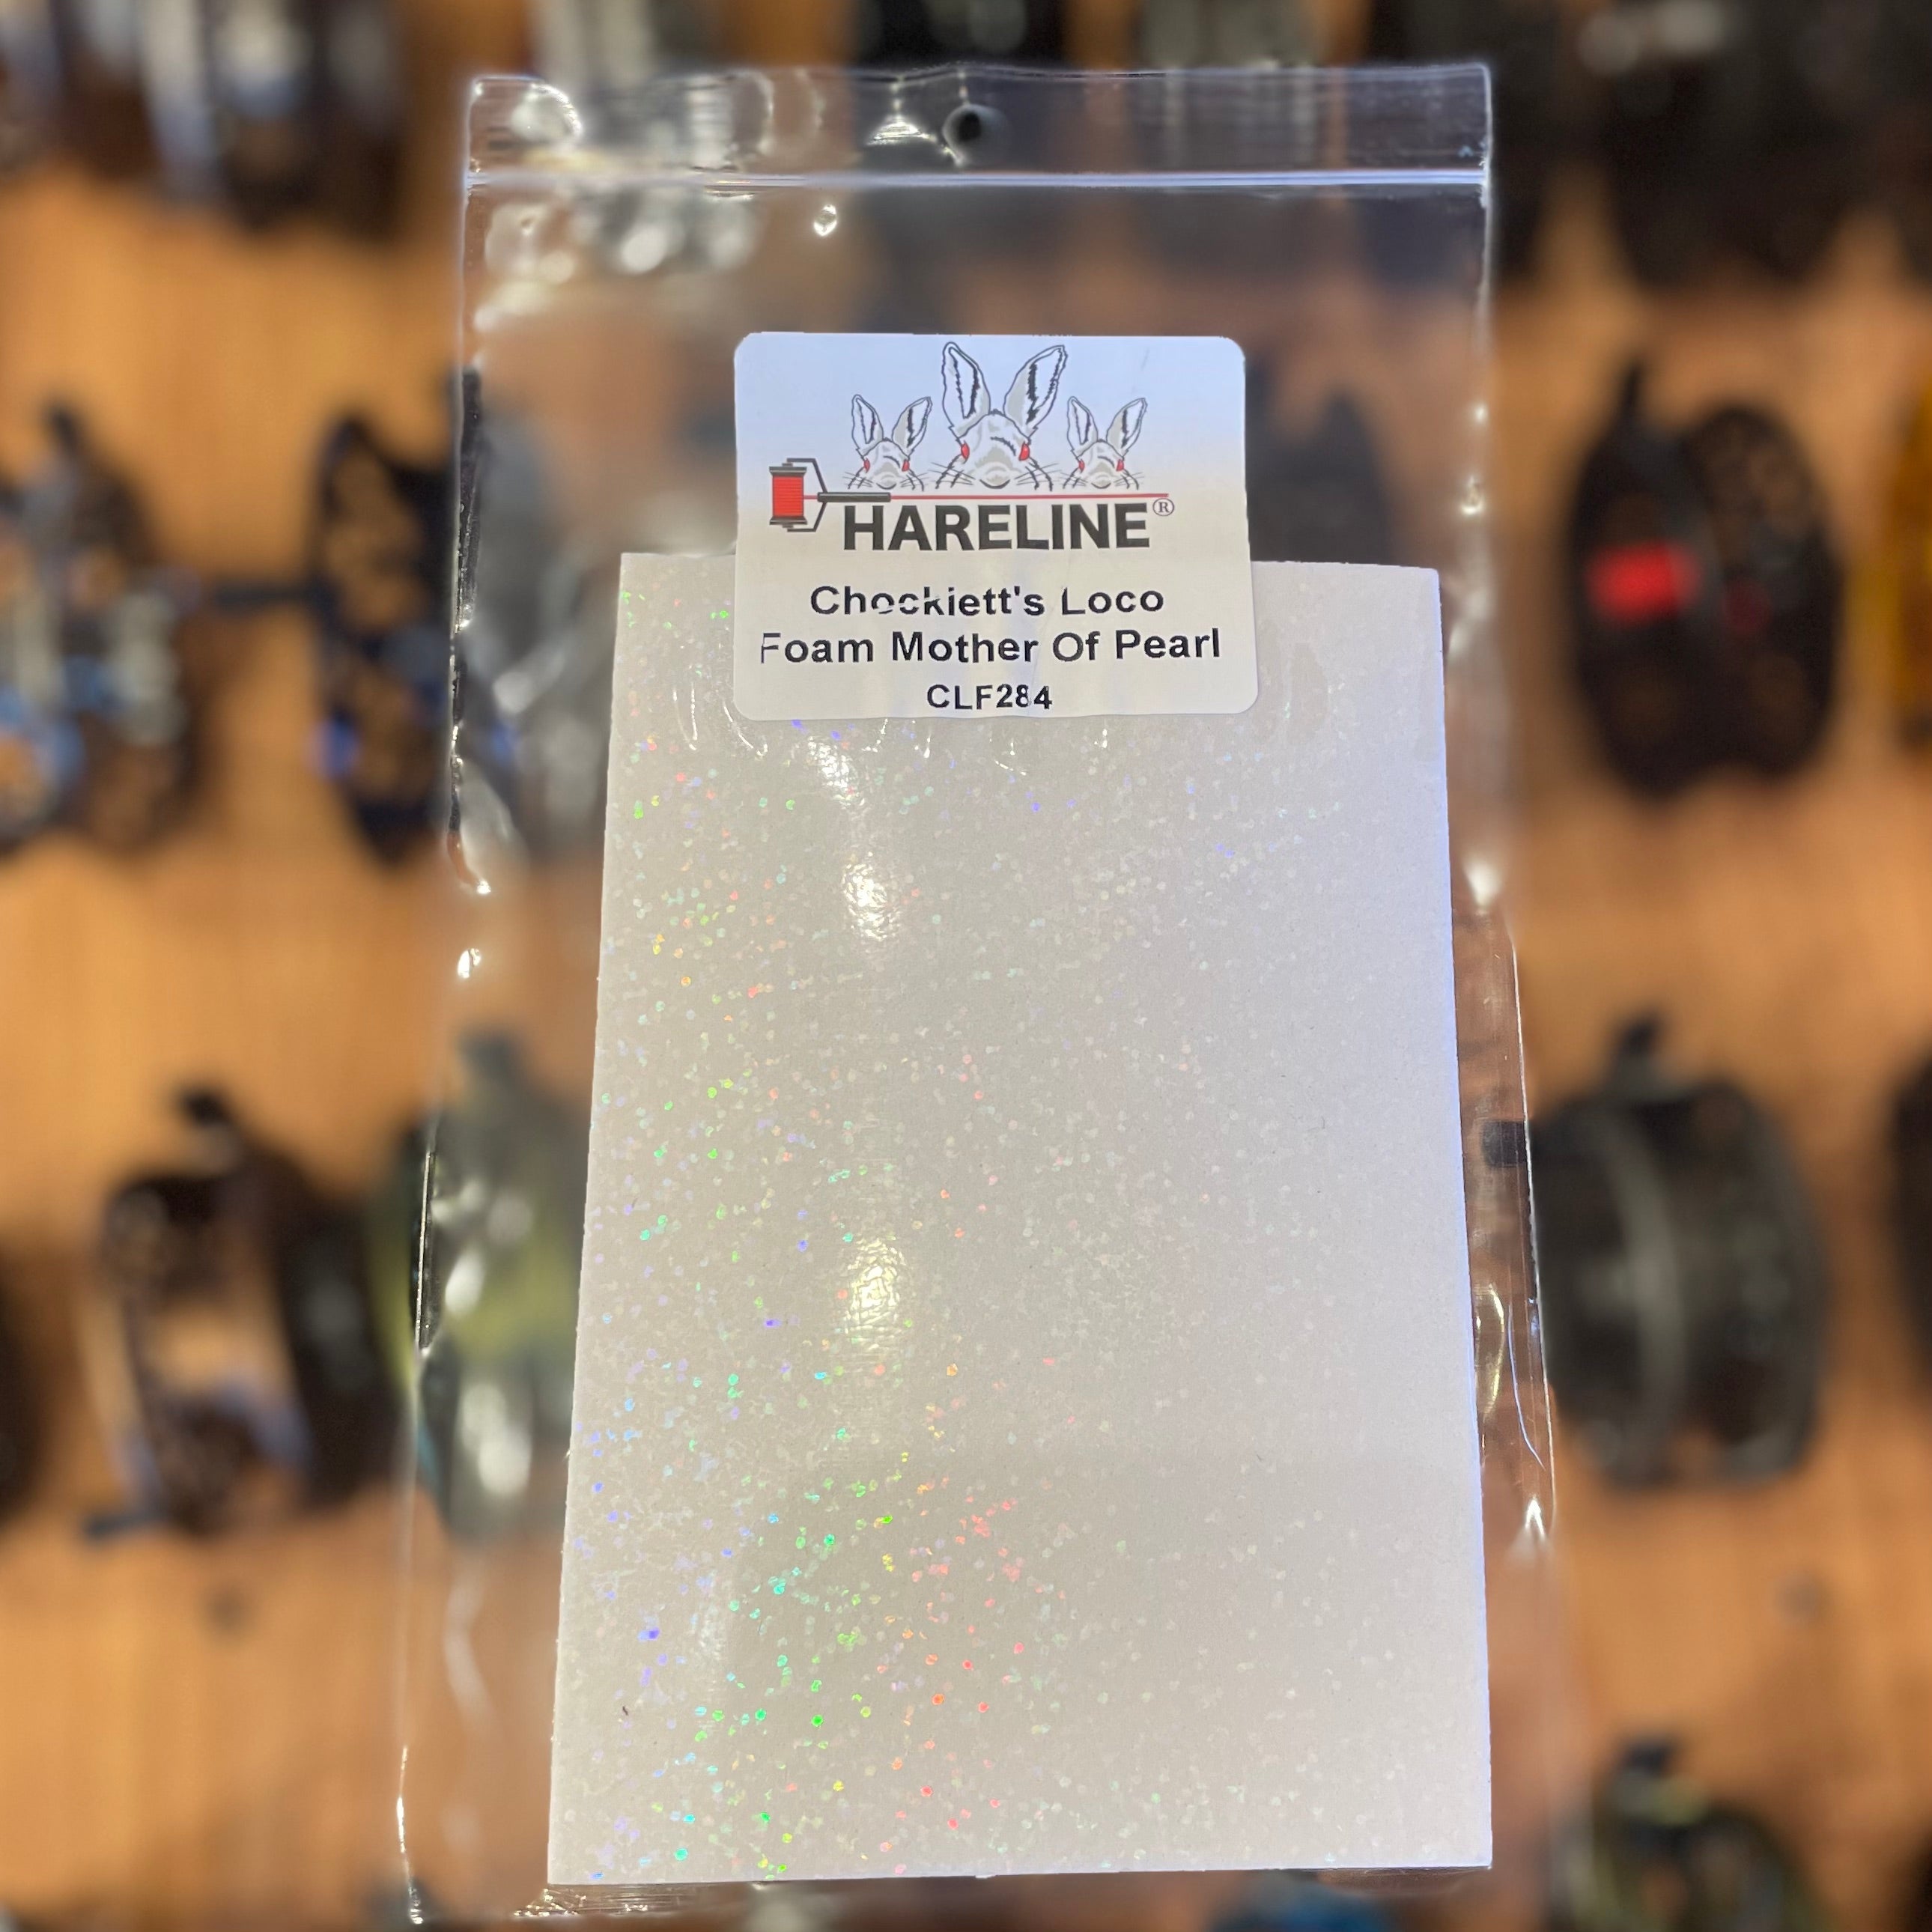 HARELINE®
Chockiett's Loco
Foam Mother Of Pearl
CLF284